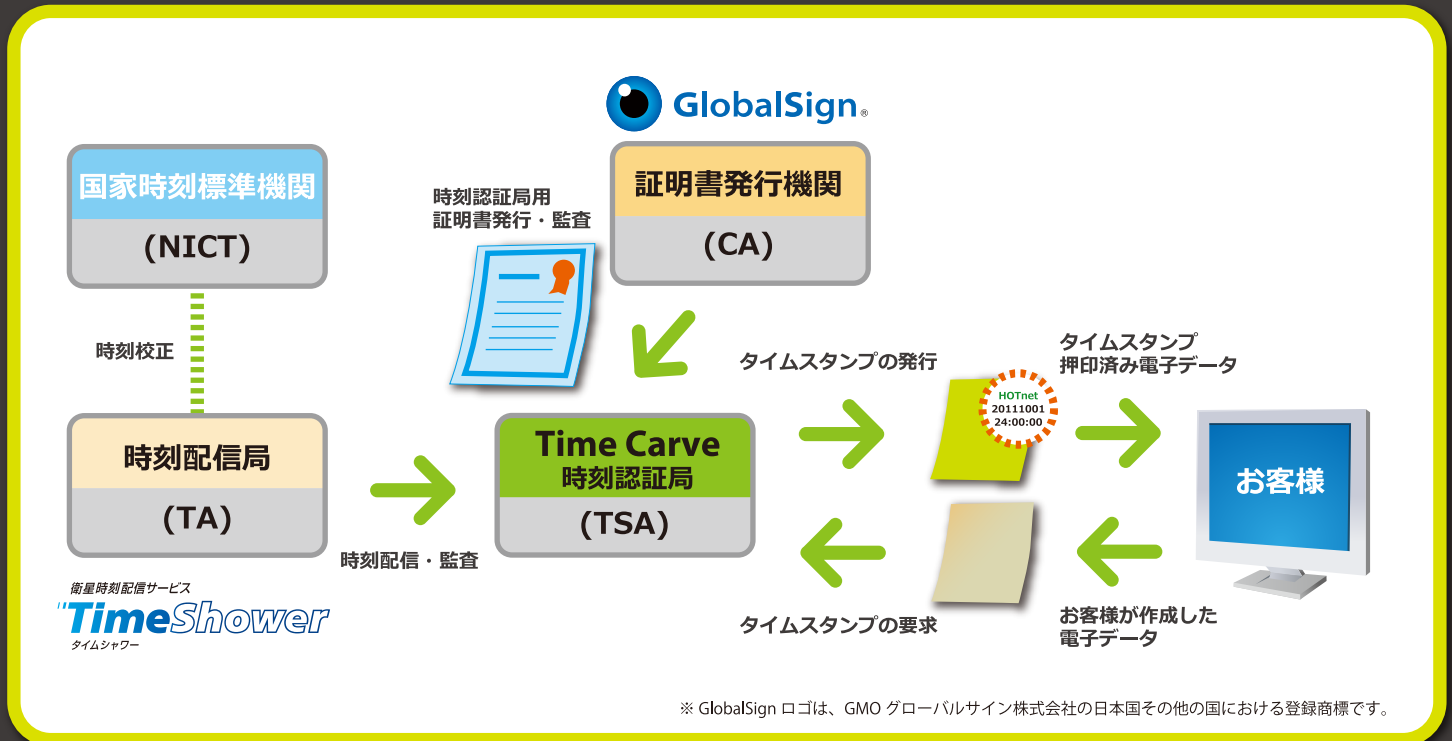 GlobalSign®
国家時刻標準機関
(NICT)
時刻認証局用
証明書発行・監査
証明書発行機関
(CA)
時刻校正
タイムスタンプの発行
タイムスタンプ
押印済み電子データ
HOTnet
20111001
24:00:00
時刻配信局
(TA)
Time Carve
時刻認証局
(TSA)
お客様
時刻配信・監査
衛星時刻配信サービス
TimeShower
タイムシャワー
タイムスタンプの要求
お客様が作成した
電子データ
※ GlobalSign ロゴは、GMO グローバルサイン株式会社の日本国その他の国における登録商標です。